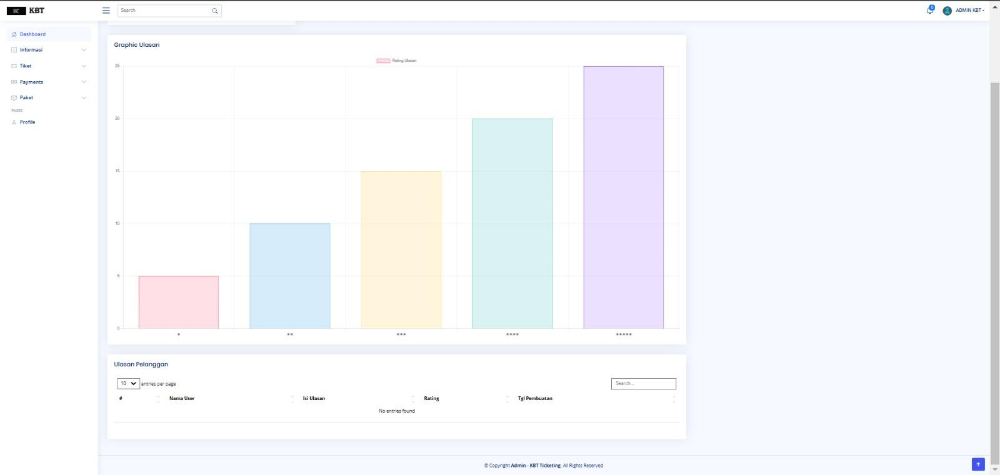 KBT
Search
0
ADMIN KBT
Dashboard
Informasi
Tiket
Payments
Paket
PAGES
Profile
Graphic Ulasan
Rating Ulasan
25
20
15
10
5
0
★
★★
★★★
★★★★
★★★★★
Ulasan Pelanggan
10 entries per page
Search...
# Nama User Isi Ulasan Rating Tgl Pembuatan
No entries found
© Copyright Admin - KBT Ticketing. All Rights Reserved